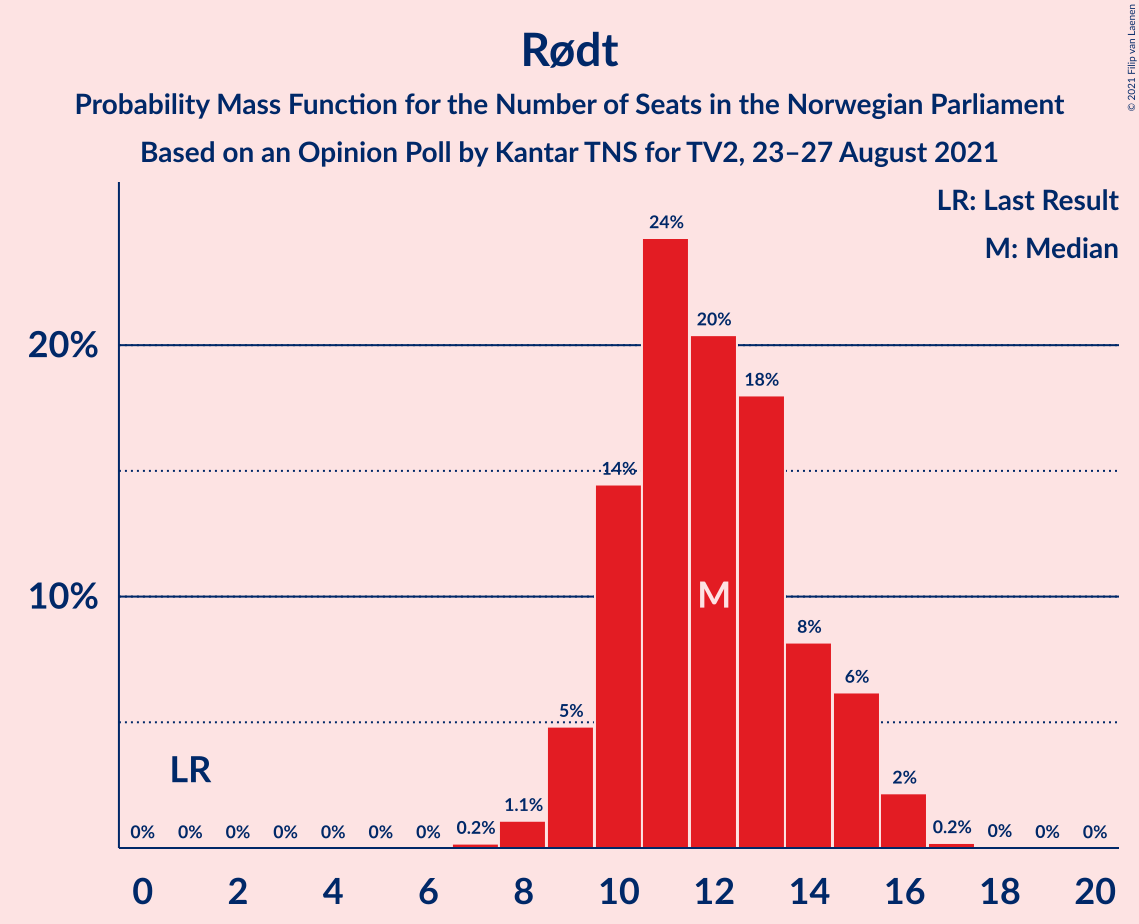 Rødt
Probability Mass Function for the Number of Seats in the Norwegian Parliament
Based on an Opinion Poll by Kantar TNS for TV2, 23–27 August 2021
© 2021 Filip van Laenen
LR: Last Result
M: Median
24%
20%
18%
20%
14%
10%
M
8%
6%
5%
LR
2%
1.1%
0% 0% 0% 0% 0% 0% 0% 0.2% 0.2% 0% 0% 0%
0 2 4 6 8 10 12 14 16 18 20